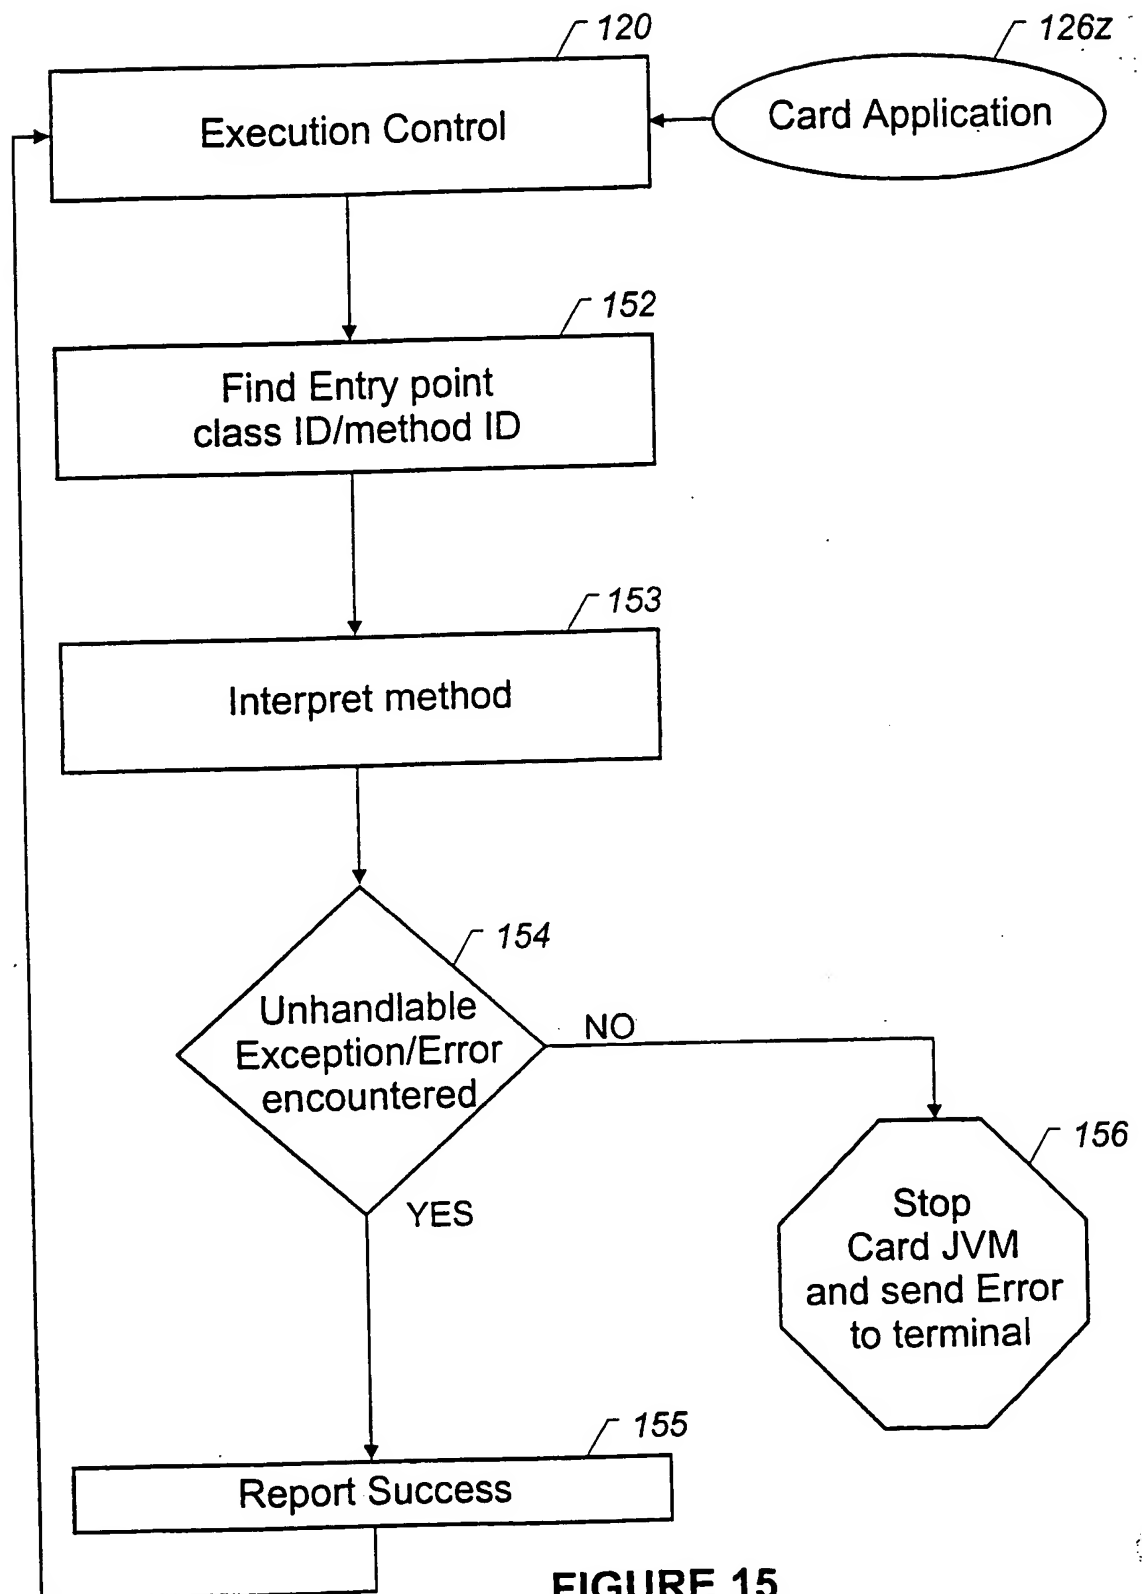 120
126z
Execution Control
Card Application
152
Find Entry point
class ID/method ID
153
Interpret method
154
Unhandlable
Exception/Error
encountered
NO
YES
156
Stop
Card JVM
and send Error
to terminal
155
Report Success
FIGURE 15